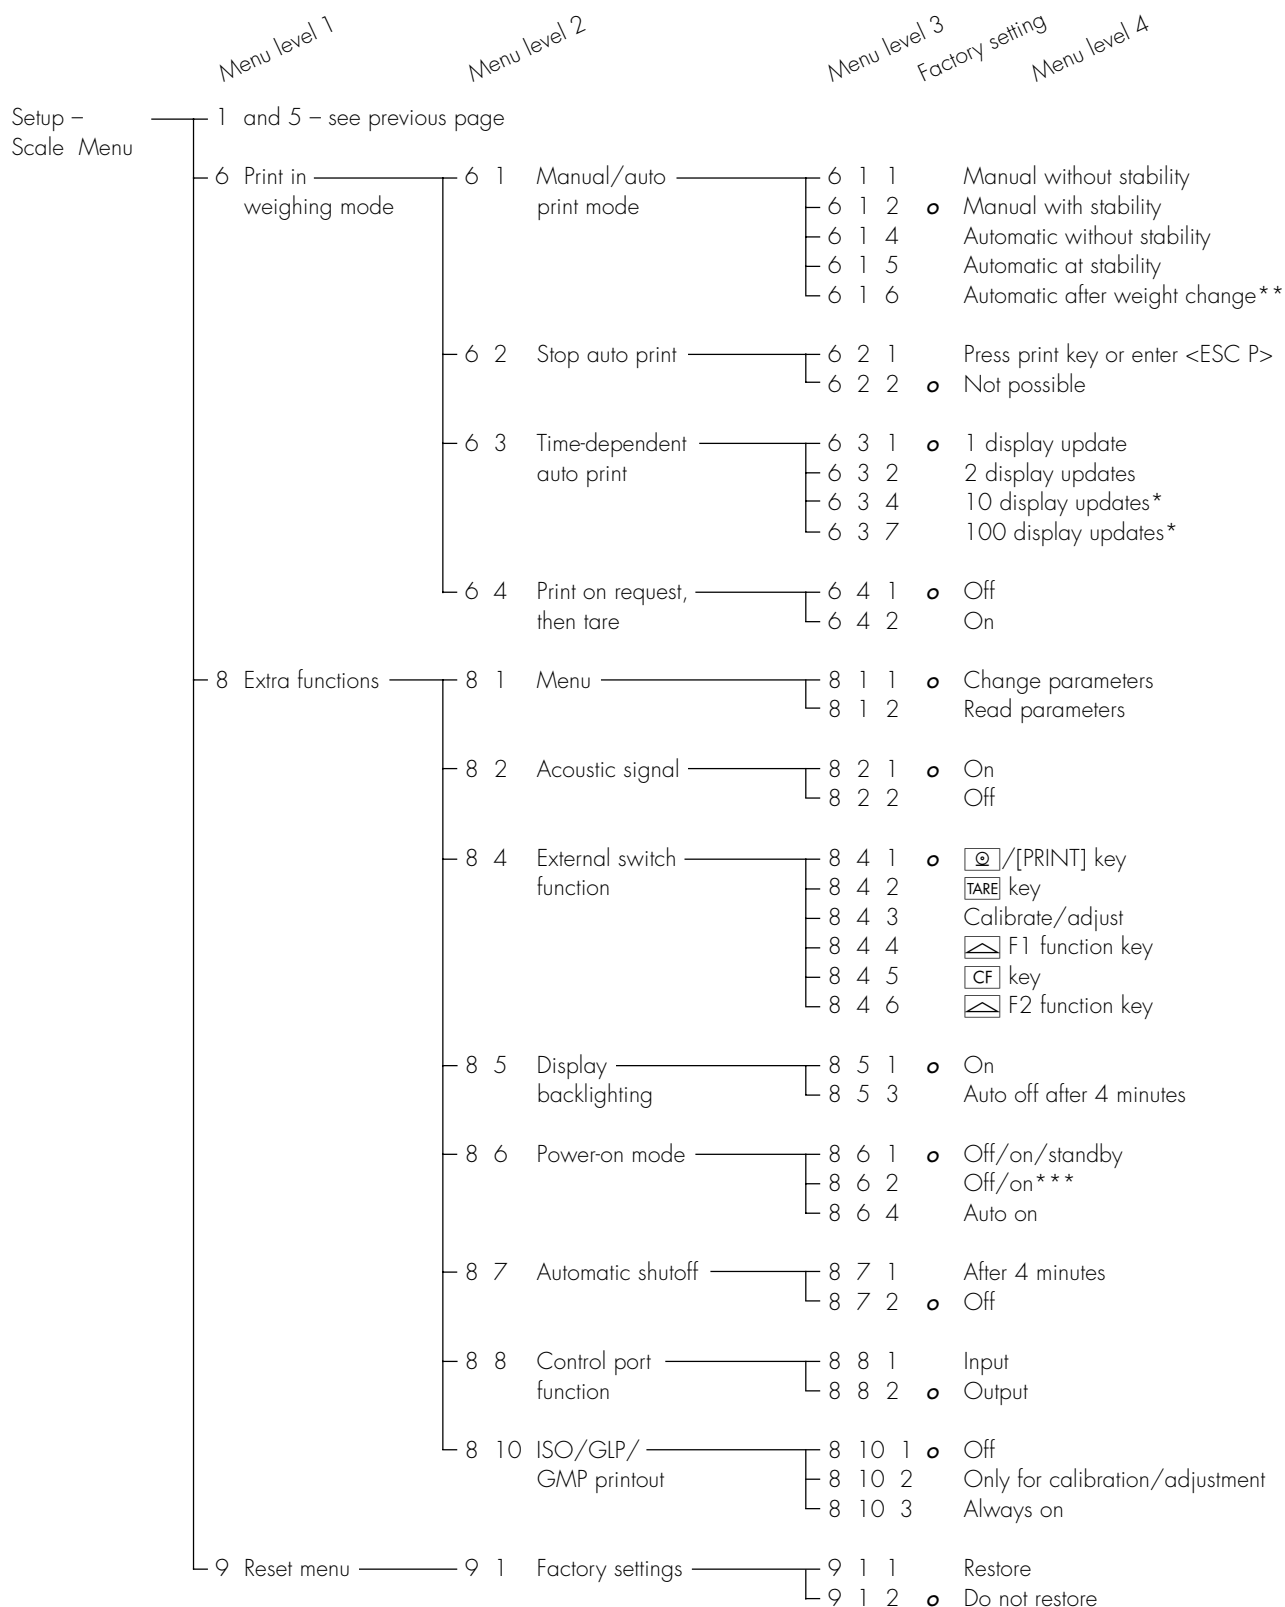 Menu level 1 Menu level 2 Menu level 3 Factory setting Menu level 4
Setup – 1 and 5 – see previous page
Scale Menu
6 Print in 6 1 Manual/auto 6 1 1 Manual without stability
weighing mode print mode 6 1 2 o Manual with stability
6 1 4 Automatic without stability
6 1 5 Automatic at stability
6 1 6 Automatic after weight change**
6 2 Stop auto print 6 2 1 Press print key or enter <ESC P>
6 2 2 o Not possible
6 3 Time-dependent 6 3 1 o 1 display update
auto print 6 3 2 2 display updates
6 3 4 10 display updates*
6 3 7 100 display updates*
6 4 Print on request, 6 4 1 o Off
then tare 6 4 2 On
8 Extra functions 8 1 Menu 8 1 1 o Change parameters
8 1 2 Read parameters
8 2 Acoustic signal 8 2 1 o On
8 2 2 Off
8 4 External switch 8 4 1 o /[PRINT] key
function 8 4 2 TARE key
8 4 3 Calibrate/adjust
8 4 4 F1 function key
8 4 5 CF key
8 4 6 F2 function key
8 5 Display 8 5 1 o On
backlighting 8 5 3 Auto off after 4 minutes
8 6 Power-on mode 8 6 1 o Off/on/standby
8 6 2 Off/on***
8 6 4 Auto on
8 7 Automatic shutoff 8 7 1 After 4 minutes
8 7 2 o Off
8 8 Control port 8 8 1 Input
function 8 8 2 o Output
8 10 ISO/GLP/ 8 10 1 o Off
GMP printout 8 10 2 Only for calibration/adjustment
8 10 3 Always on
9 Reset menu 9 1 Factory settings 9 1 1 Restore
9 1 2 o Do not restore